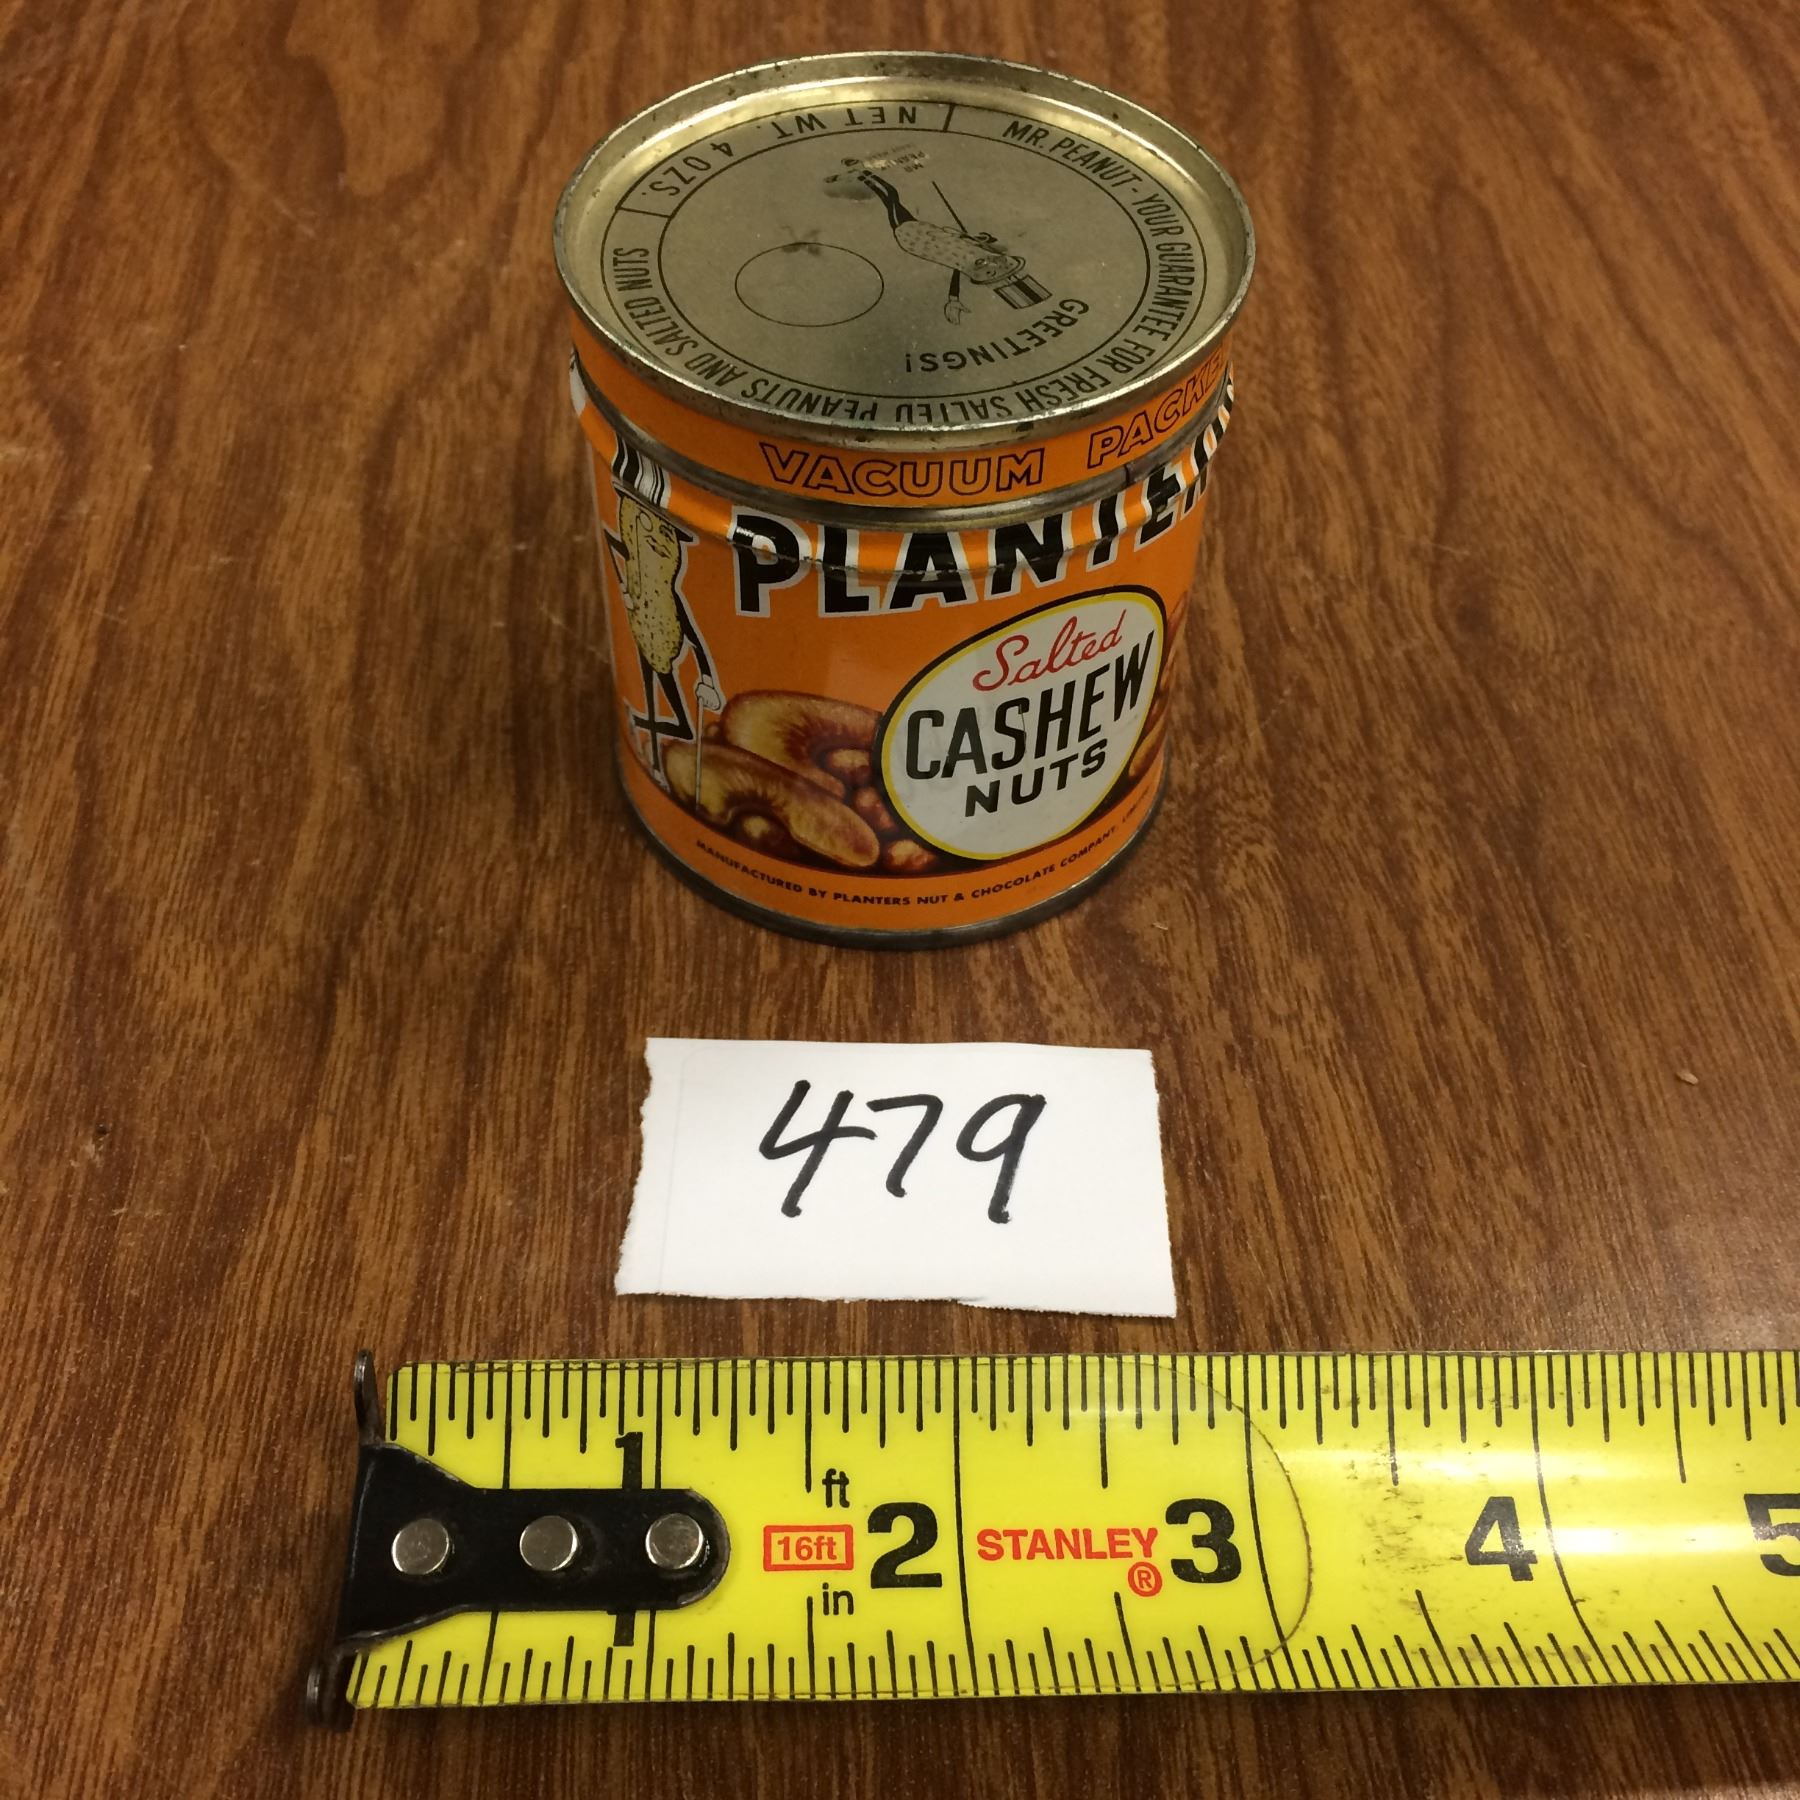 NET WT. 4 OZS.
MR. PEANUT - YOUR GUARANTEE FOR FRESH SALTED PEANUTS AND SALTED NUTS
GREETINGS!
VACUUM
PLANTERS
Salted
CASHEW
NUTS
MANUFACTURED BY PLANTERS NUT & CHOCOLATE COMPANY,
479
1
ft
16ft
in
2
STANLEY®
3
4
5